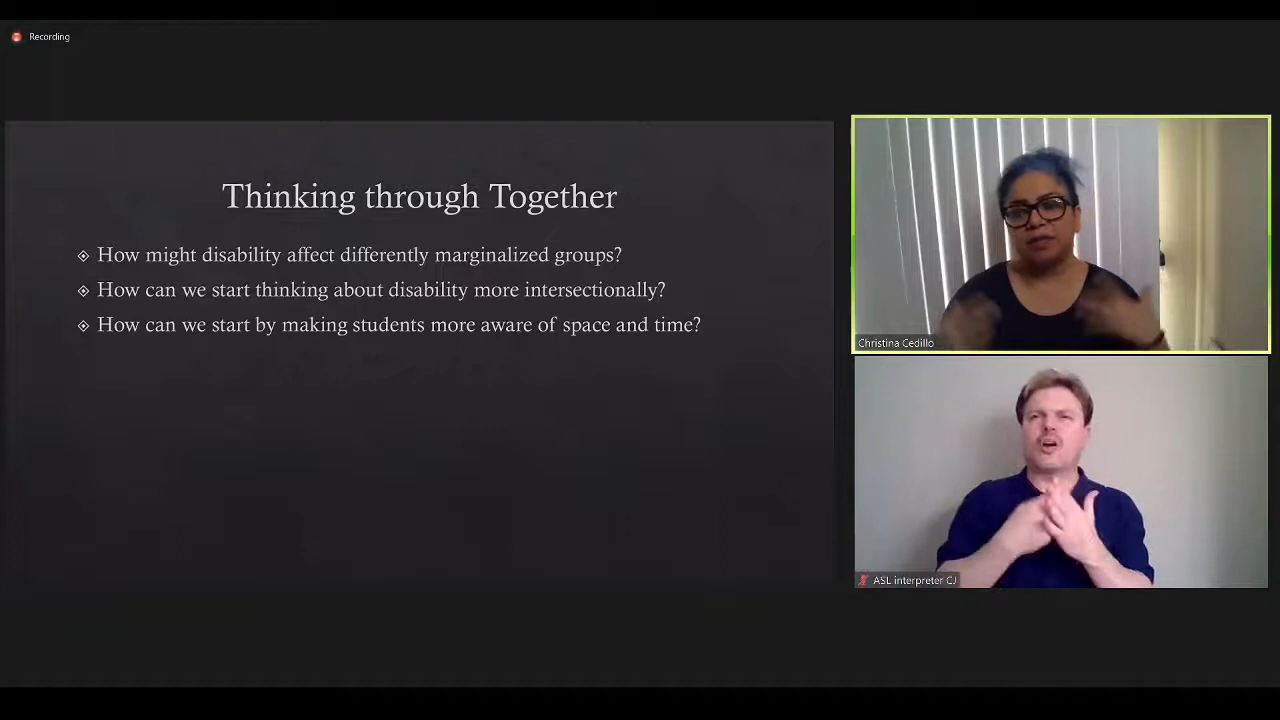 Recording
Thinking through Together
How might disability affect differently marginalized groups?
How can we start thinking about disability more intersectionally?
How can we start by making students more aware of space and time?
Christina Cedillo
ASL interpreter CJ